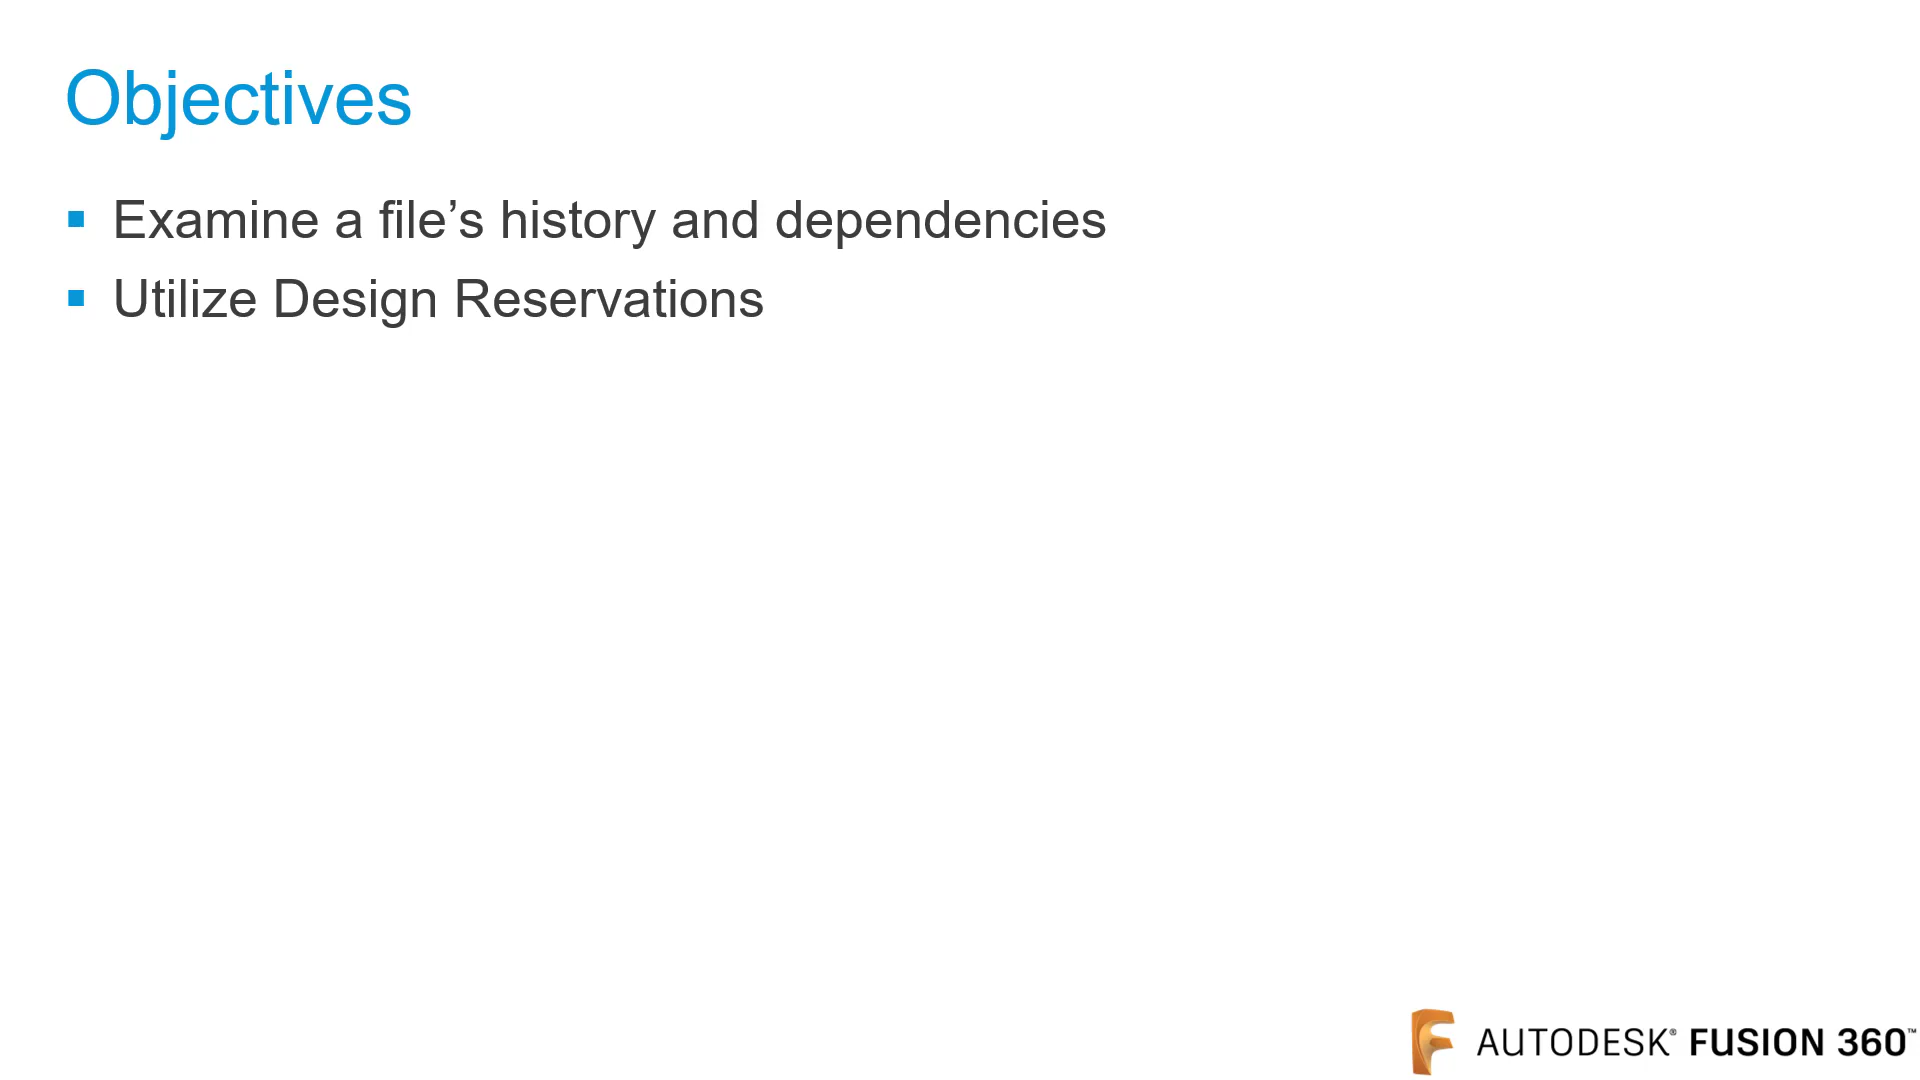 Objectives
▪ Examine a file’s history and dependencies
▪ Utilize Design Reservations
AUTODESK® FUSION 360™